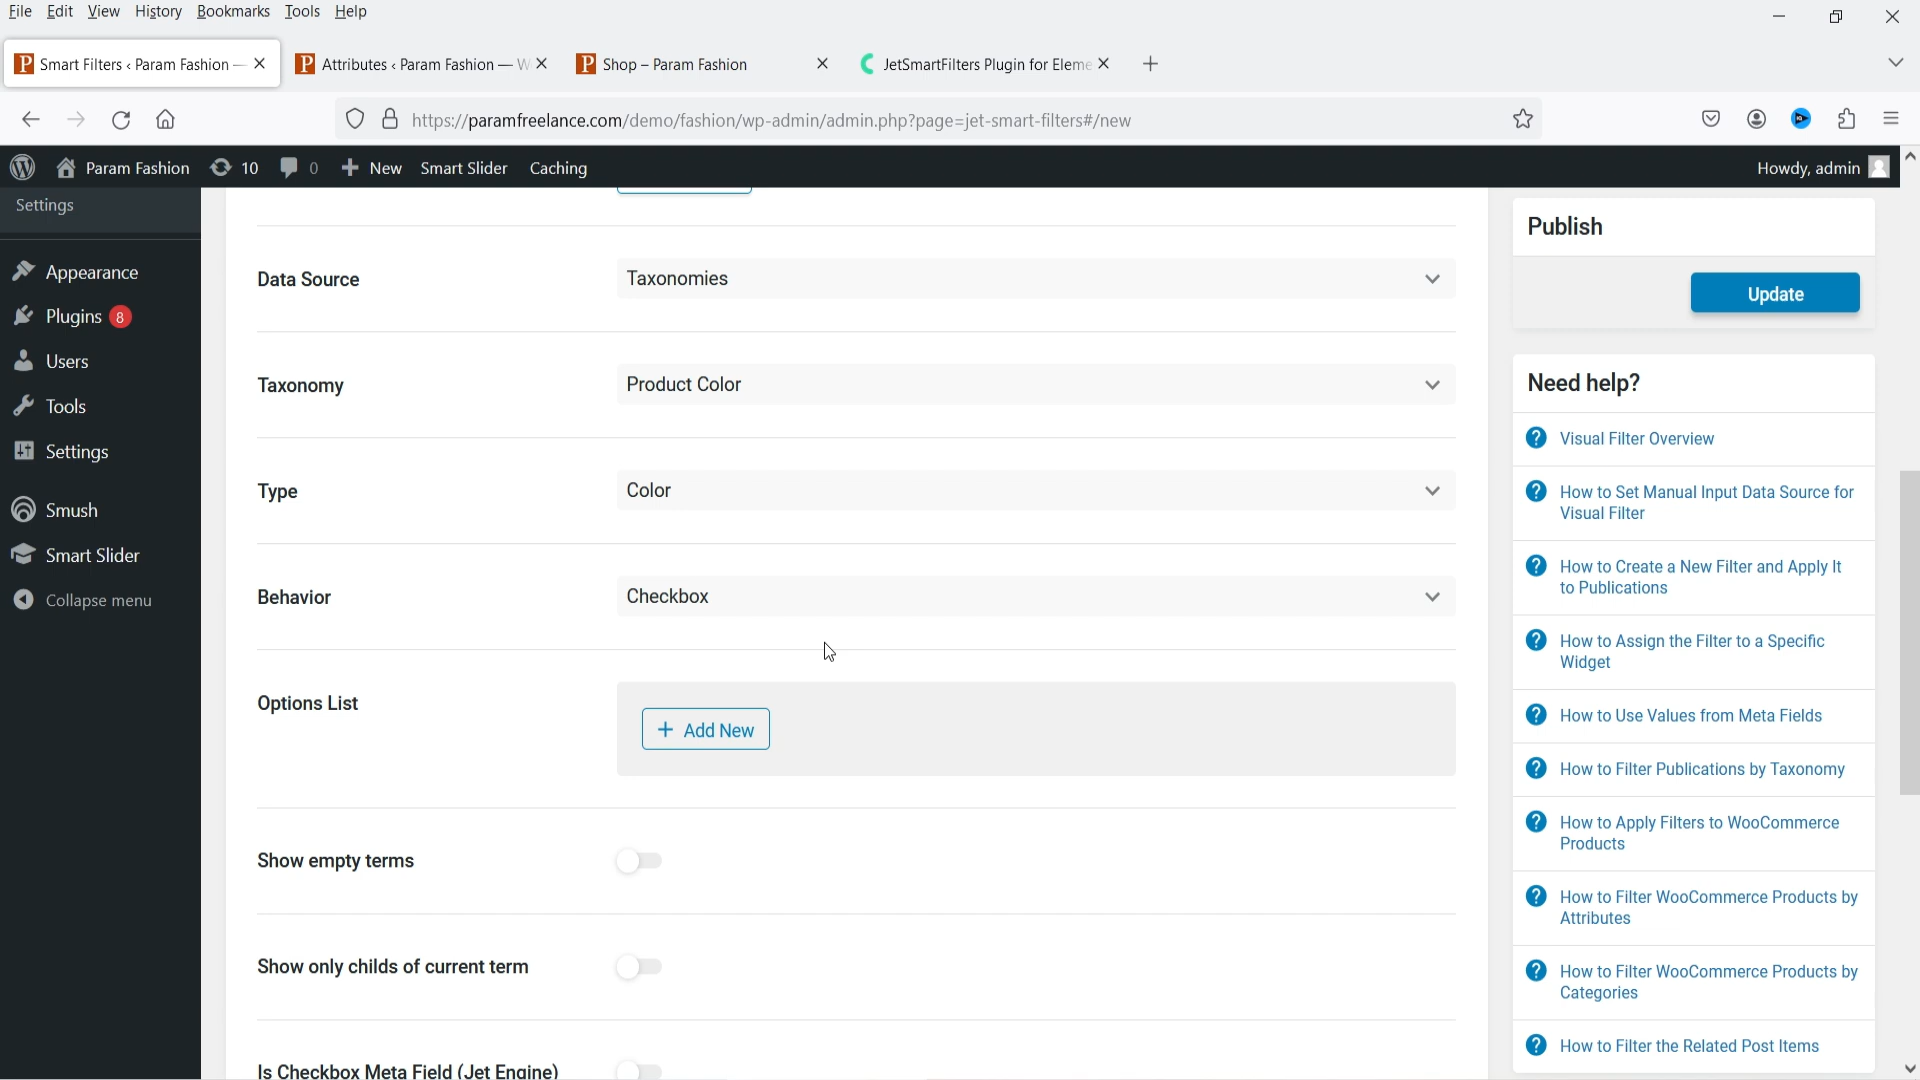 File Edit View History Bookmarks Tools Help
Smart Filters ‹ Param Fashion —
Attributes ‹ Param Fashion — W
Shop – Param Fashion
JetSmartFilters Plugin for Eleme
https://paramfreelance.com/demo/fashion/wp-admin/admin.php?page=jet-smart-filters#/new
Param Fashion 10 0 New Smart Slider Caching Howdy, admin
Settings
Appearance
Plugins 8
Users
Tools
Settings
Smush
Smart Slider
Collapse menu
Data Source Taxonomies
Taxonomy Product Color
Type Color
Behavior Checkbox
Options List + Add New
Show empty terms
Show only childs of current term
Is Checkbox Meta Field (Jet Engine)
Publish
Update
Need help?
Visual Filter Overview
How to Set Manual Input Data Source for
Visual Filter
How to Create a New Filter and Apply It
to Publications
How to Assign the Filter to a Specific
Widget
How to Use Values from Meta Fields
How to Filter Publications by Taxonomy
How to Apply Filters to WooCommerce
Products
How to Filter WooCommerce Products by
Attributes
How to Filter WooCommerce Products by
Categories
How to Filter the Related Post Items